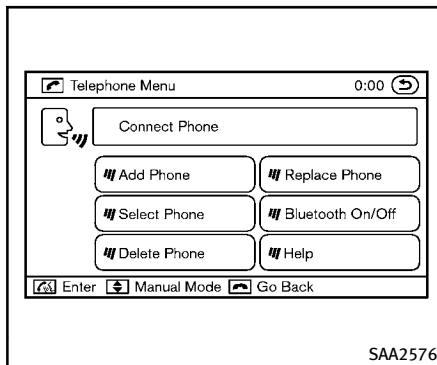 Telephone Menu 0:00
Connect Phone
Add Phone Replace Phone
Select Phone Bluetooth On/Off
Delete Phone Help
Enter Manual Mode Go Back
SAA2576